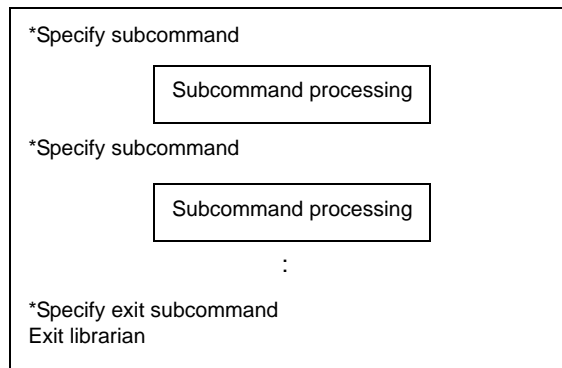 *Specify subcommand
Subcommand processing
*Specify subcommand
Subcommand processing
:
*Specify exit subcommand
Exit librarian